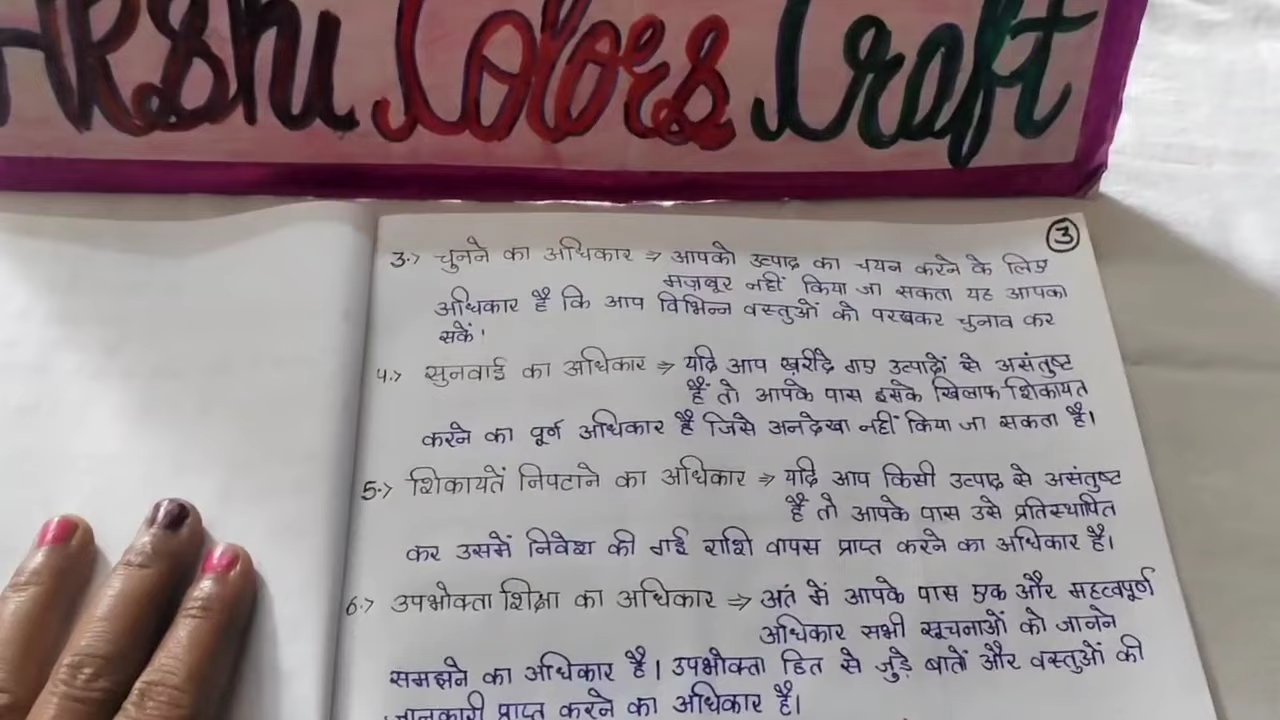 Arshi Colors Craft
3
3.> चुनने का अधिकार ⇒ आपको उत्पाद का चयन करने के लिए
मजबूर नहीं किया जा सकता यह आपका
अधिकार है कि आप विभिन्न वस्तुओं को परखकर चुनाव कर
सकें।
4.> सुनवाई का अधिकार ⇒ यदि आप खरीदे गए उत्पादों से असंतुष्ट
हैं तो आपके पास इसके खिलाफ शिकायत
करने का पूर्ण अधिकार है जिसे अनदेखा नहीं किया जा सकता है।
5.> शिकायतें निपटाने का अधिकार ⇒ यदि आप किसी उत्पाद से असंतुष्ट
हैं तो आपके पास उसे प्रतिस्थापित
कर उसमें निवेश की गई राशि वापस प्राप्त करने का अधिकार है।
6.> उपभोक्ता शिक्षा का अधिकार ⇒ अंत में आपके पास एक और महत्वपूर्ण
अधिकार सभी सूचनाओं को जानने
समझने का अधिकार है। उपभोक्ता हित से जुड़े बातों और वस्तुओं की
जानकारी प्राप्त करने का अधिकार है।